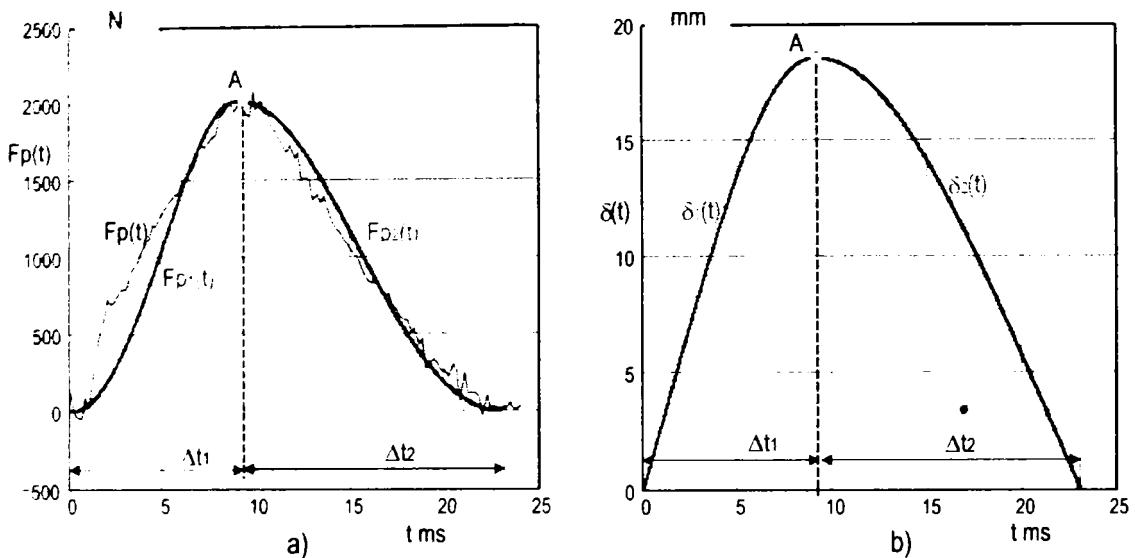 N
2500
2000
Fp(t)
1500
1000
500
0
-500
A
Fp(t)
Fp1(t)
Fp2(t)
Δt1
Δt2
0 5 10 15 20 25
t ms
a)
mm
20
15
δ(t)
10
5
0
A
δ1(t)
δ2(t)
Δt1
Δt2
0 5 10 15 20 25
t ms
b)